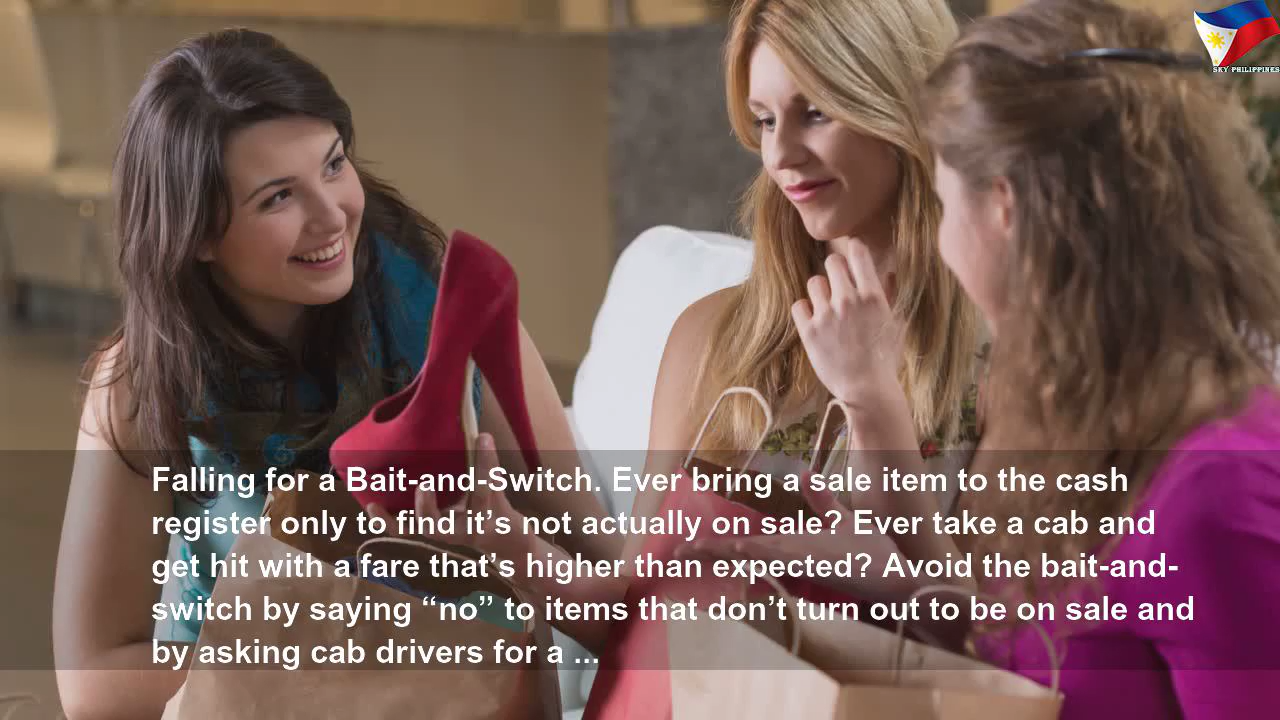 SKY PHILIPPINES
Falling for a Bait-and-Switch. Ever bring a sale item to the cash
register only to find it’s not actually on sale? Ever take a cab and
get hit with a fare that’s higher than expected? Avoid the bait-and-
switch by saying “no” to items that don’t turn out to be on sale and
by asking cab drivers for a ...